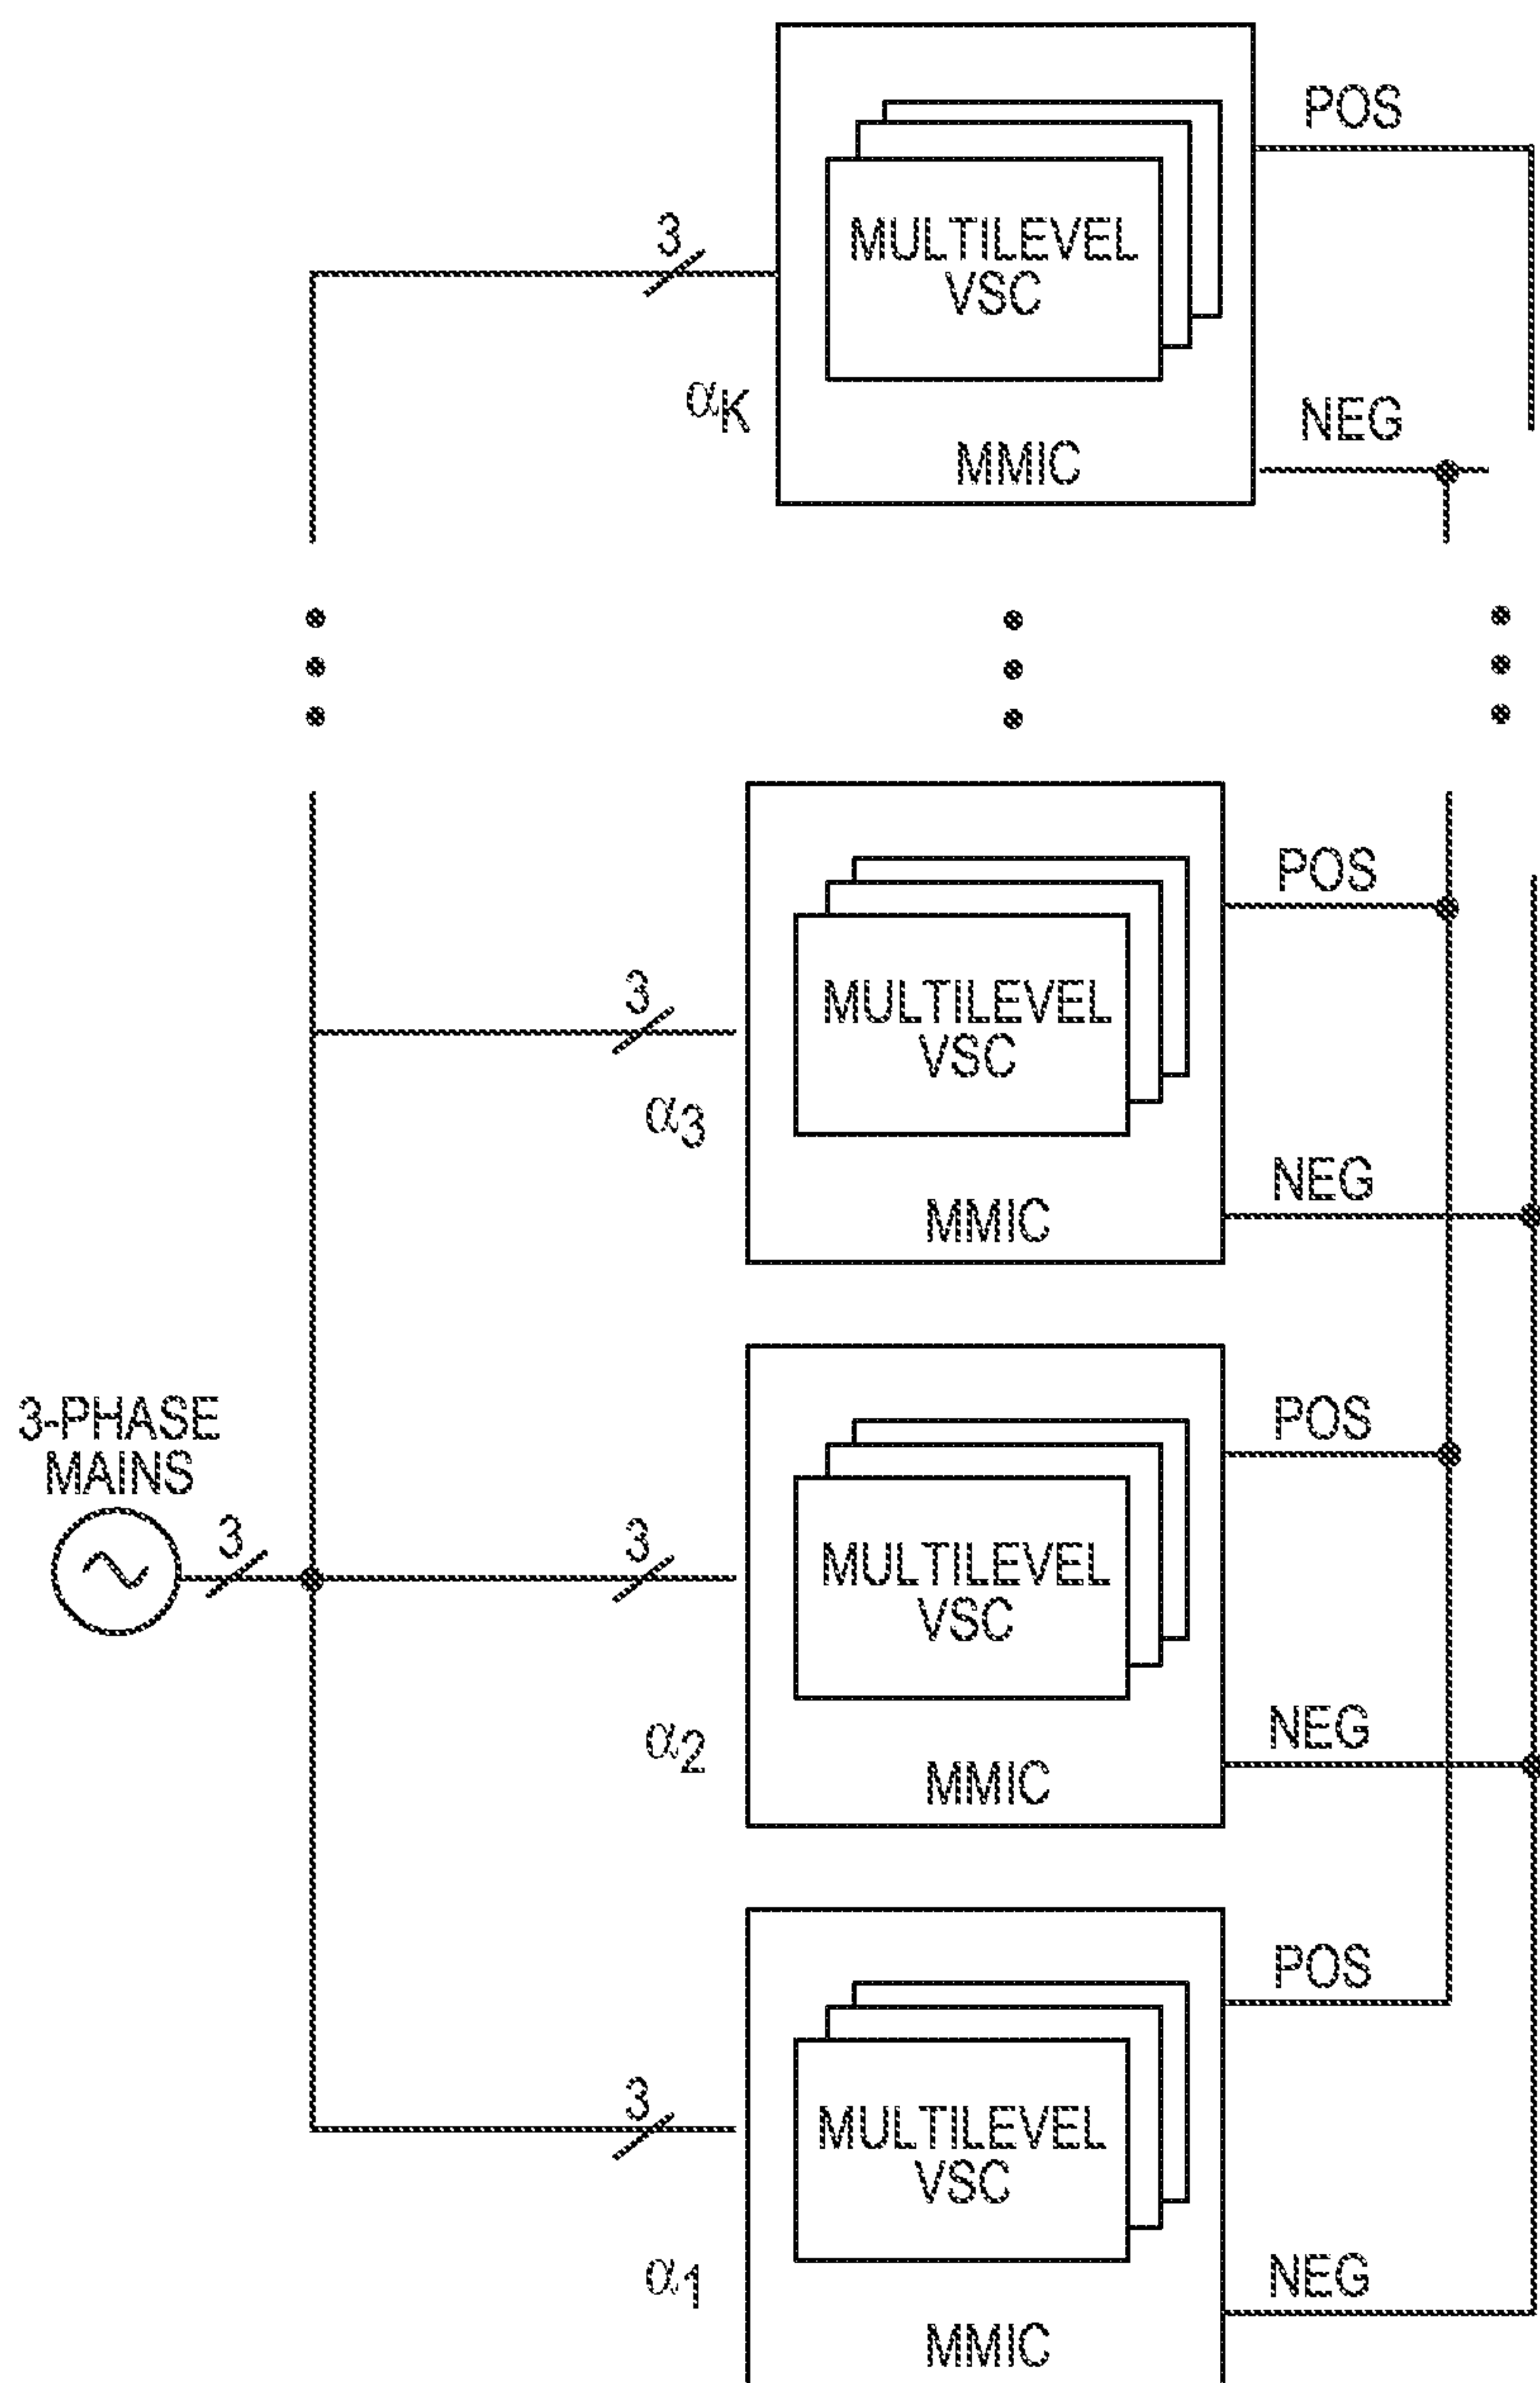 POS
3
MULTILEVEL
VSC
αK
NEG
MMIC
POS
3
MULTILEVEL
VSC
α3
NEG
MMIC
3-PHASE
MAINS
3
POS
3
MULTILEVEL
VSC
α2
NEG
MMIC
POS
3
MULTILEVEL
VSC
α1
NEG
MMIC